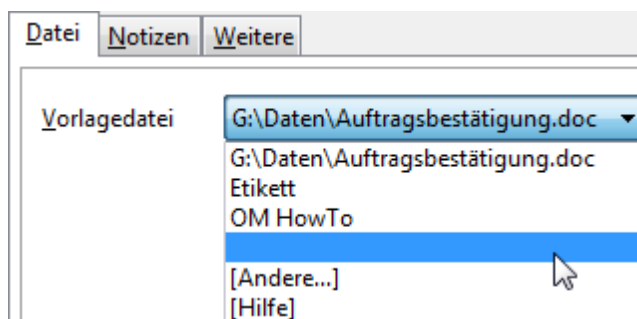 Datei Notizen Weitere
Vorlagedatei G:\Daten\Auftragsbestätigung.doc
G:\Daten\Auftragsbestätigung.doc
Etikett
OM HowTo
[Andere...]
[Hilfe]